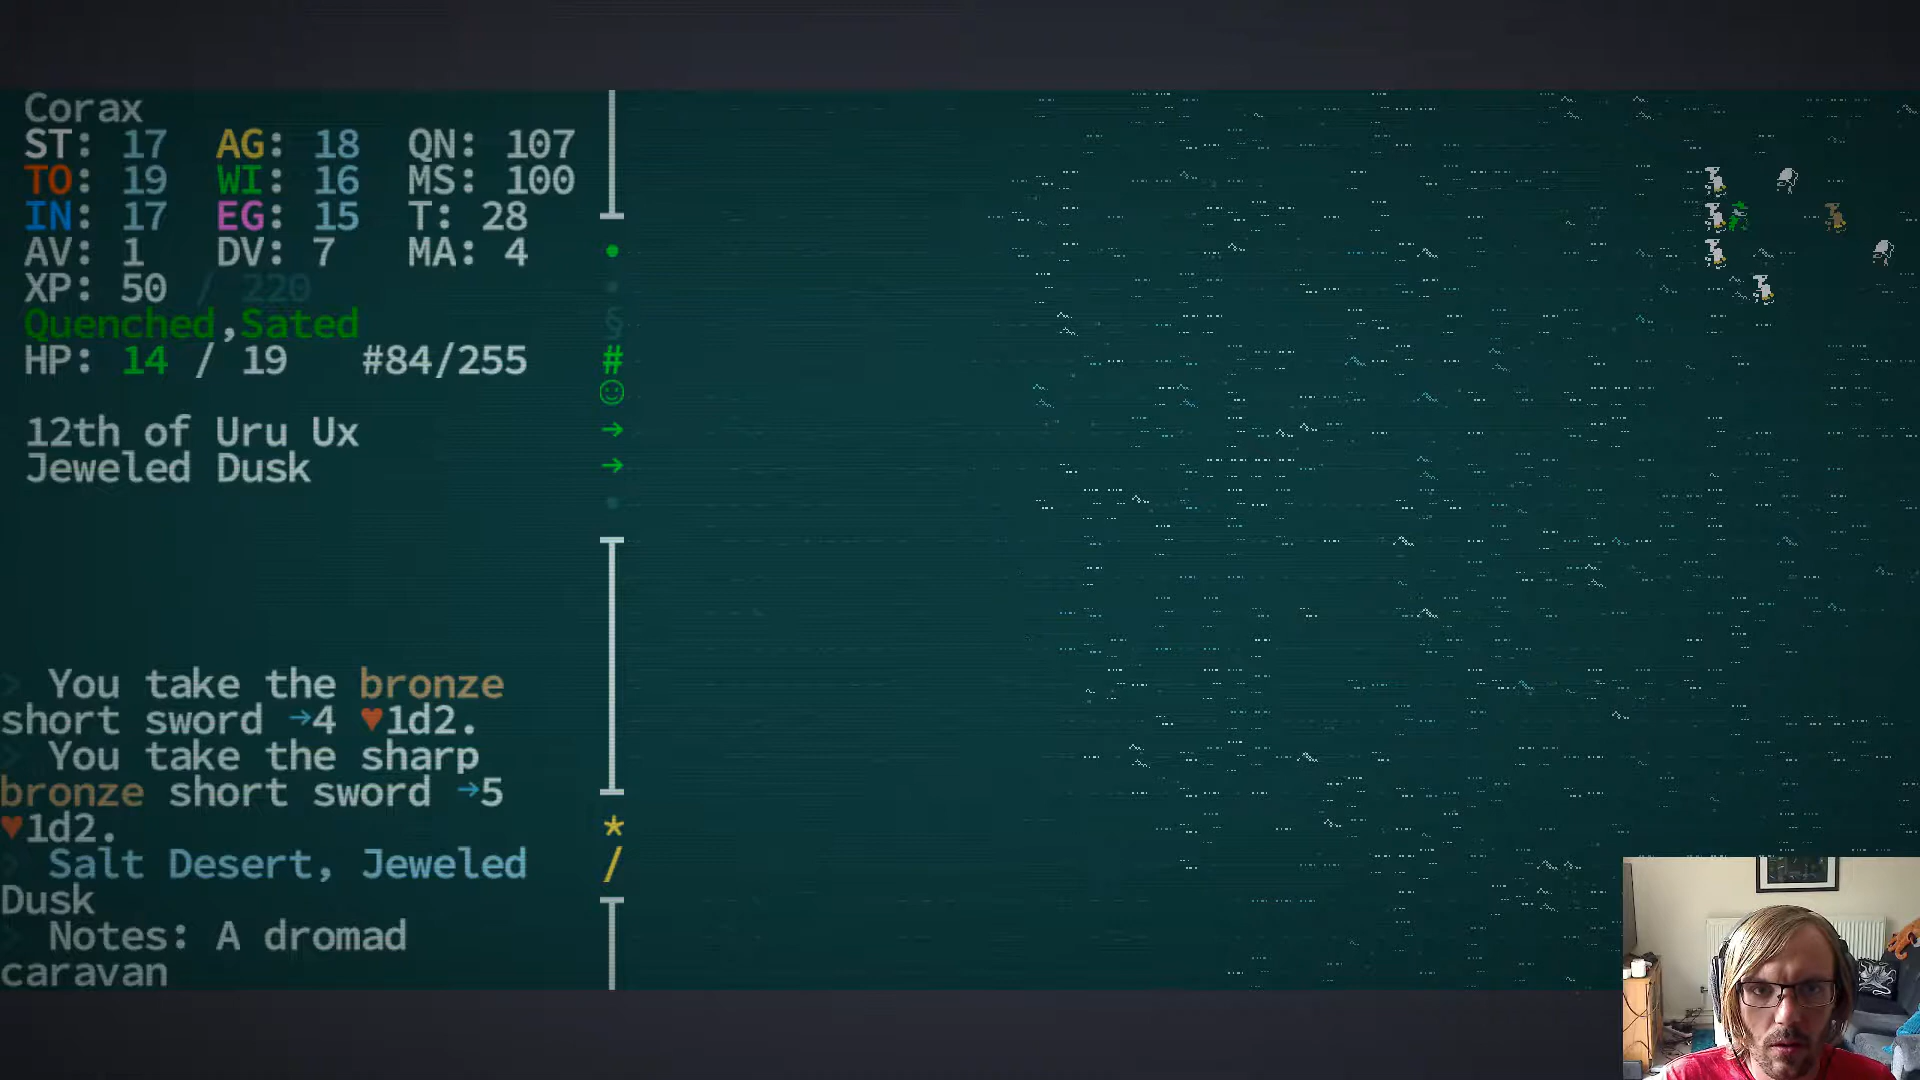 Corax
ST: 17 AG: 18 QN: 107
TO: 19 WI: 16 MS: 100
IN: 17 EG: 15 T: 28
AV: 1 DV: 7 MA: 4
XP: 50 / 220
Quenched,Sated
HP: 14 / 19 #84/255
12th of Uru Ux
Jeweled Dusk
> You take the bronze
short sword →4 ♥1d2.
> You take the sharp
bronze short sword →5
♥1d2.
> Salt Desert, Jeweled
Dusk
> Notes: A dromad
caravan